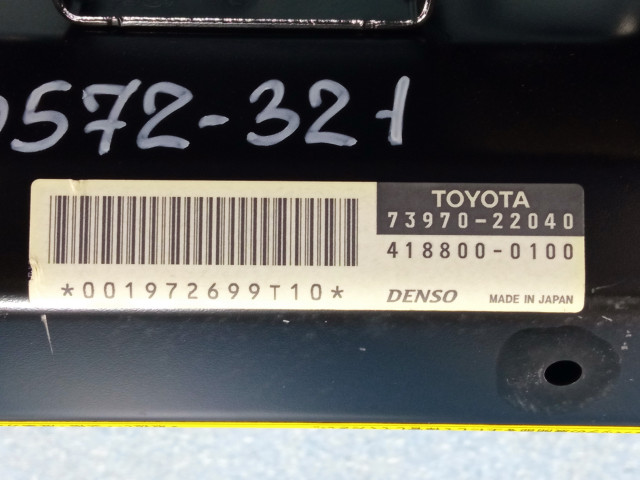 0572-321
TOYOTA
73970-22040
418800-0100
*001972699T10*
DENSO MADE IN JAPAN